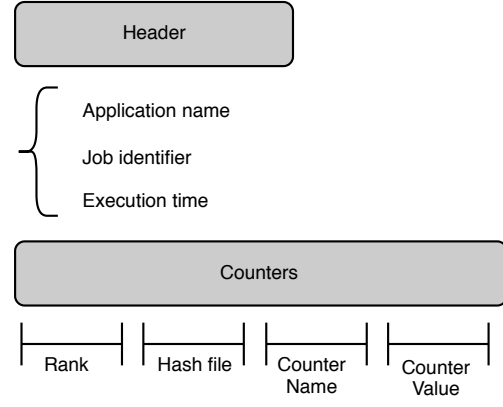 Header
Application name
Job identifier
Execution time
Counters
Rank
Hash file
Counter
Name
Counter
Value